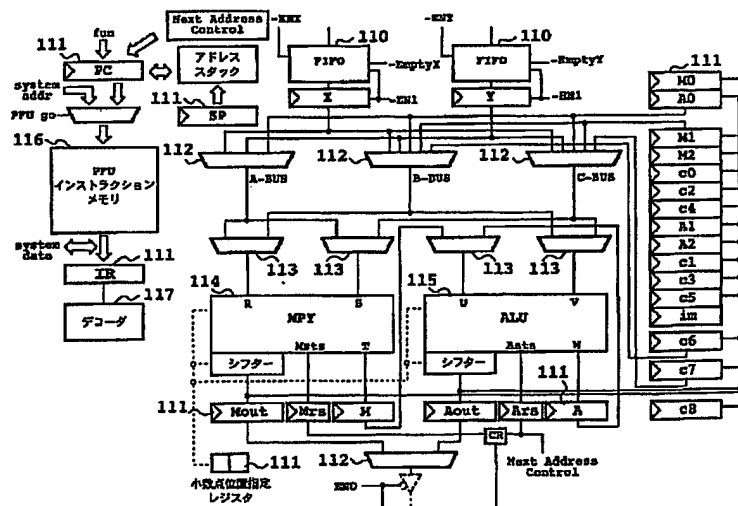 Next Address
Control
fun
111
PC
アドレス
スタック
system
addr
PFU go
111
SP
116
PFU
インストラクション
メモリ
system
data
111
IR
117
デコーダ
-ENX
110
FIFO
-EmptyX
X
-EN1
-ENY
110
FIFO
-EmptyY
Y
-EN1
112
A-BUS
112
B-BUS
112
C-BUS
113
113
113
113
114
R
S
MPY
Msts
T
シフター
115
U
V
ALU
Asts
W
シフター
111
Mout
Mrs
M
Aout
Ars
A
111
CR
Next Address
Control
112
111
小数点位置指定
レジスタ
ENO
111
M0
A0
M1
M2
c0
c2
c4
A1
A2
c1
c3
c5
im
c6
c7
c8